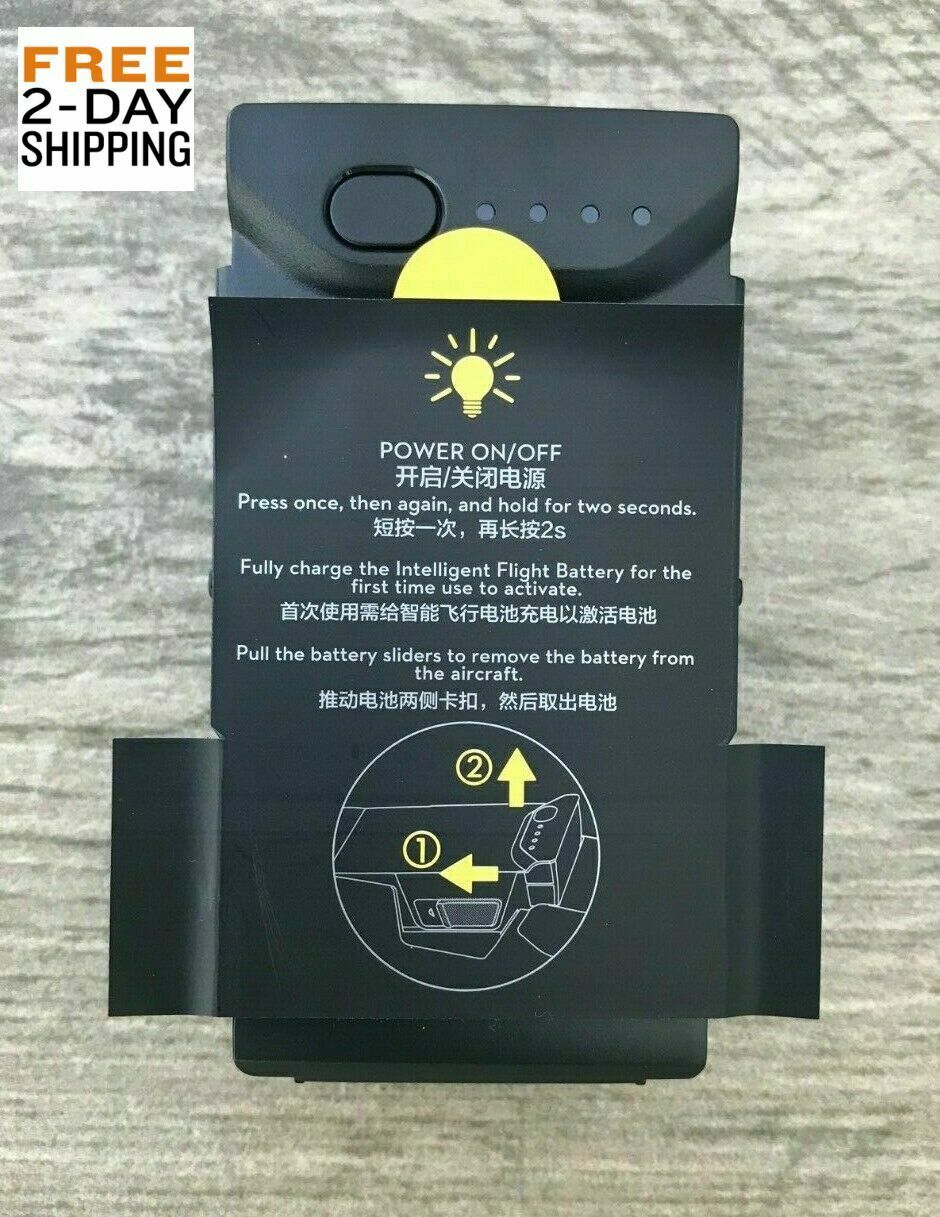 FREE
2-DAY
SHIPPING
POWER ON/OFF
开启/关闭电源
Press once, then again, and hold for two seconds.
短按一次，再长按2s
Fully charge the Intelligent Flight Battery for the
first time use to activate.
首次使用需给智能飞行电池充电以激活电池
Pull the battery sliders to remove the battery from
the aircraft.
推动电池两侧卡扣，然后取出电池
②
①